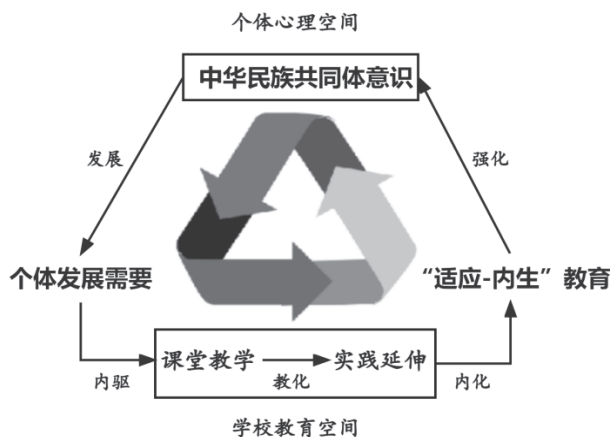 个体心理空间
中华民族共同体意识
发展
强化
个体发展需要
“适应-内生”教育
课堂教学
实践延伸
内驱
教化
内化
学校教育空间